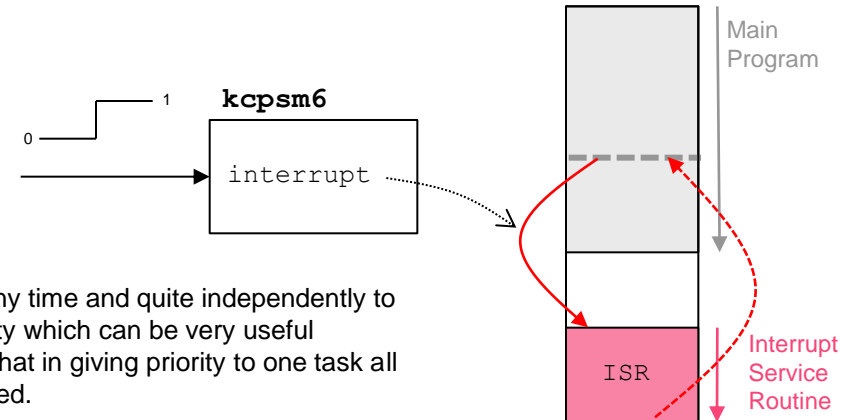 Main
Program
kcpsm6
1
0
interrupt
ny time and quite independently to
ty which can be very useful
hat in giving priority to one task all
ed.
ISR
Interrupt
Service
Routine